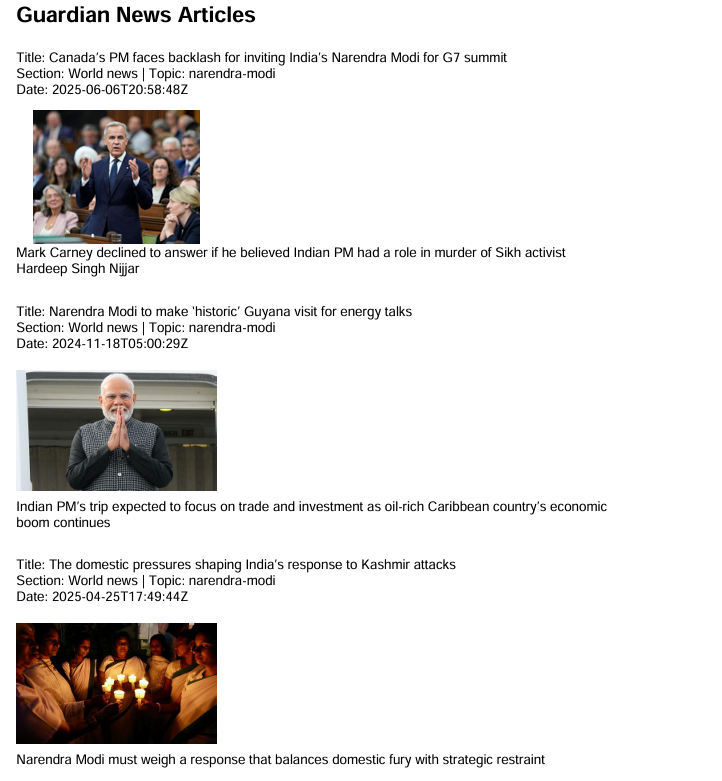 Guardian News Articles
Title: Canada's PM faces backlash for inviting India's Narendra Modi for G7 summit
Section: World news | Topic: narendra-modi
Date: 2025-06-06T20:58:48Z
Mark Carney declined to answer if he believed Indian PM had a role in murder of Sikh activist
Hardeep Singh Nijjar
Title: Narendra Modi to make 'historic' Guyana visit for energy talks
Section: World news | Topic: narendra-modi
Date: 2024-11-18T05:00:29Z
Indian PM's trip expected to focus on trade and investment as oil-rich Caribbean country's economic
boom continues
Title: The domestic pressures shaping India's response to Kashmir attacks
Section: World news | Topic: narendra-modi
Date: 2025-04-25T17:49:44Z
Narendra Modi must weigh a response that balances domestic fury with strategic restraint